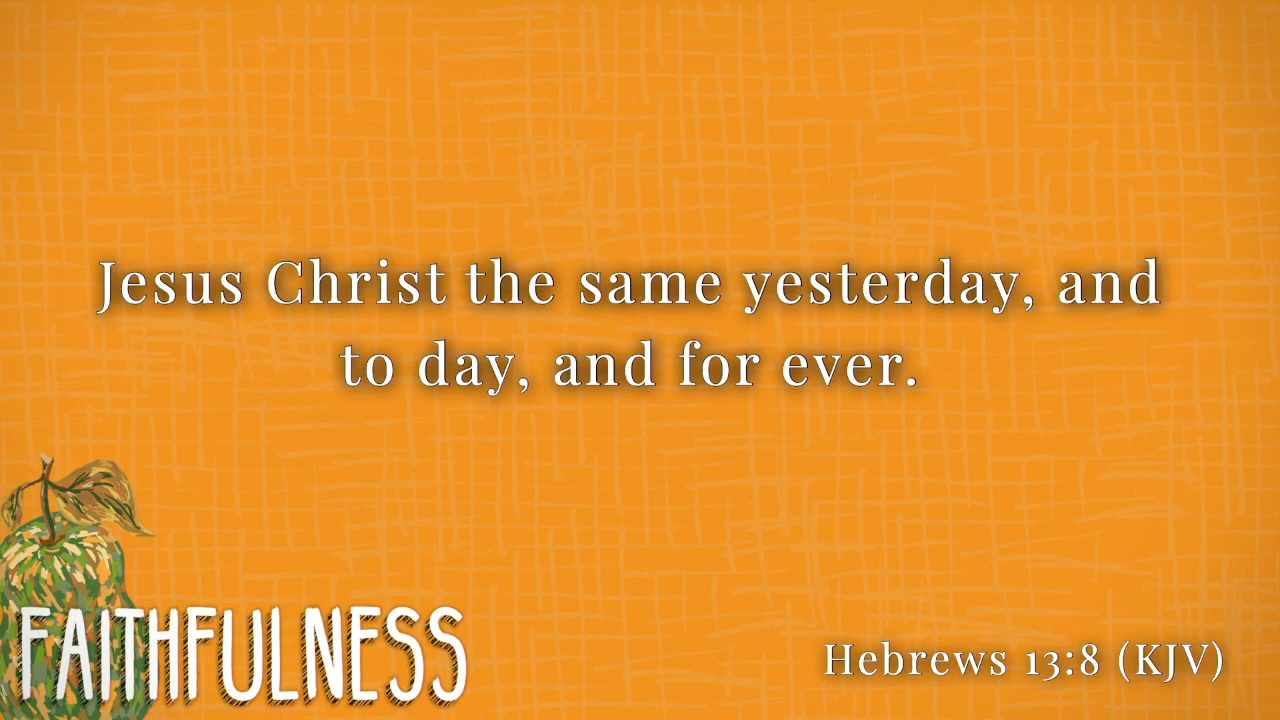 Jesus Christ the same yesterday, and
to day, and for ever.
FAITHFULNESS
Hebrews 13:8 (KJV)